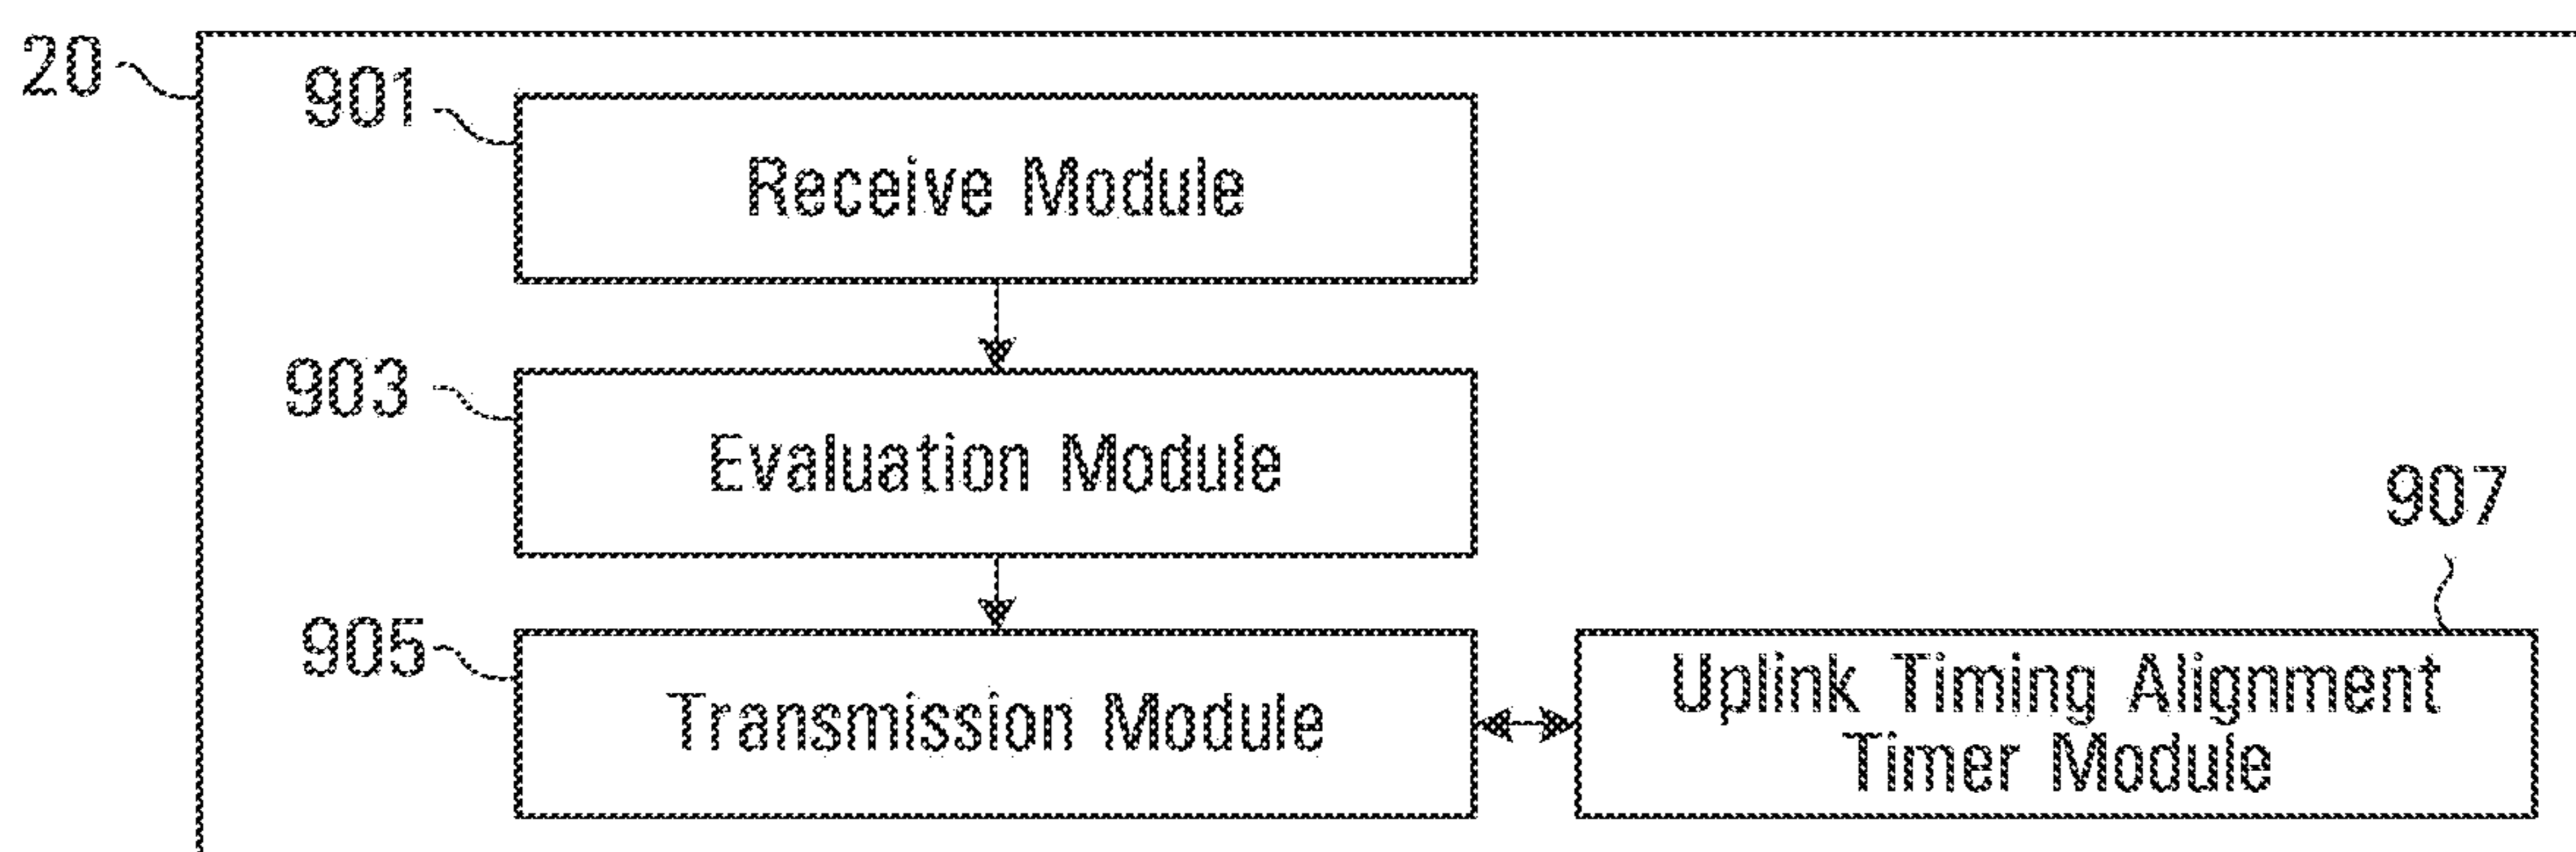 20
901
Receive Module
903
Evaluation Module
907
905
Transmission Module
Uplink Timing Alignment
Timer Module